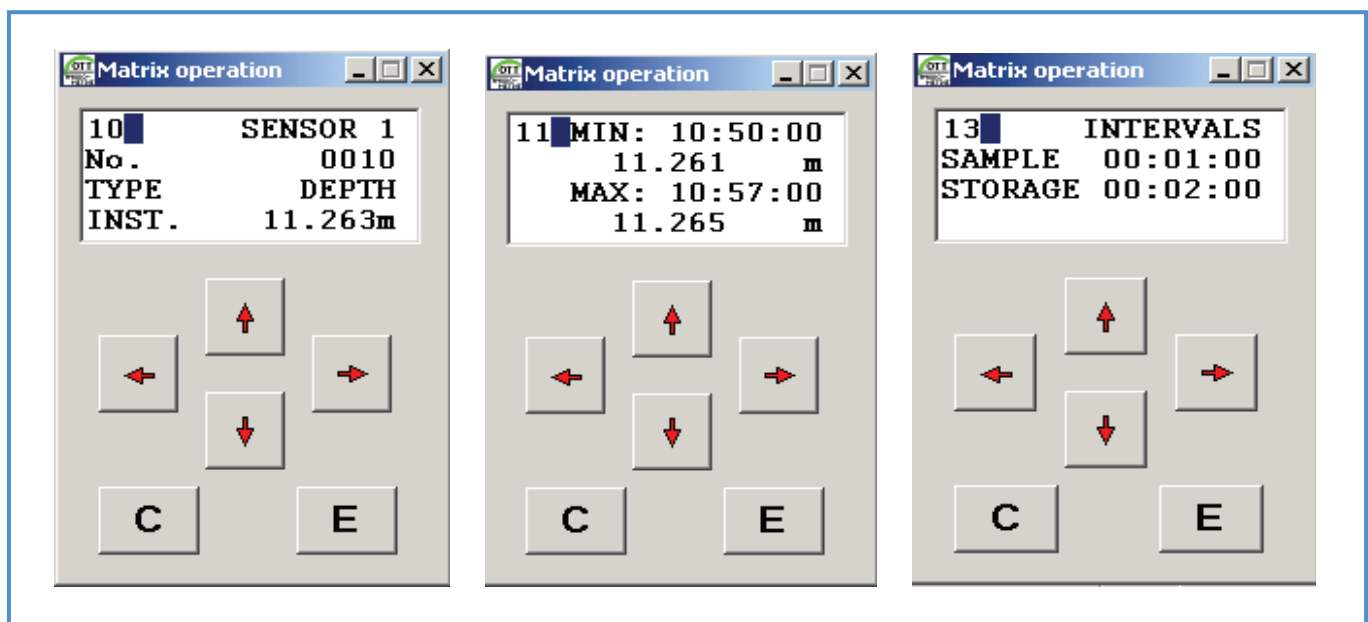 Matrix operation
10 SENSOR 1
No. 0010
TYPE DEPTH
INST. 11.263m
C E
Matrix operation
11 MIN: 10:50:00
11.261 m
MAX: 10:57:00
11.265 m
C E
Matrix operation
13 INTERVALS
SAMPLE 00:01:00
STORAGE 00:02:00
C E